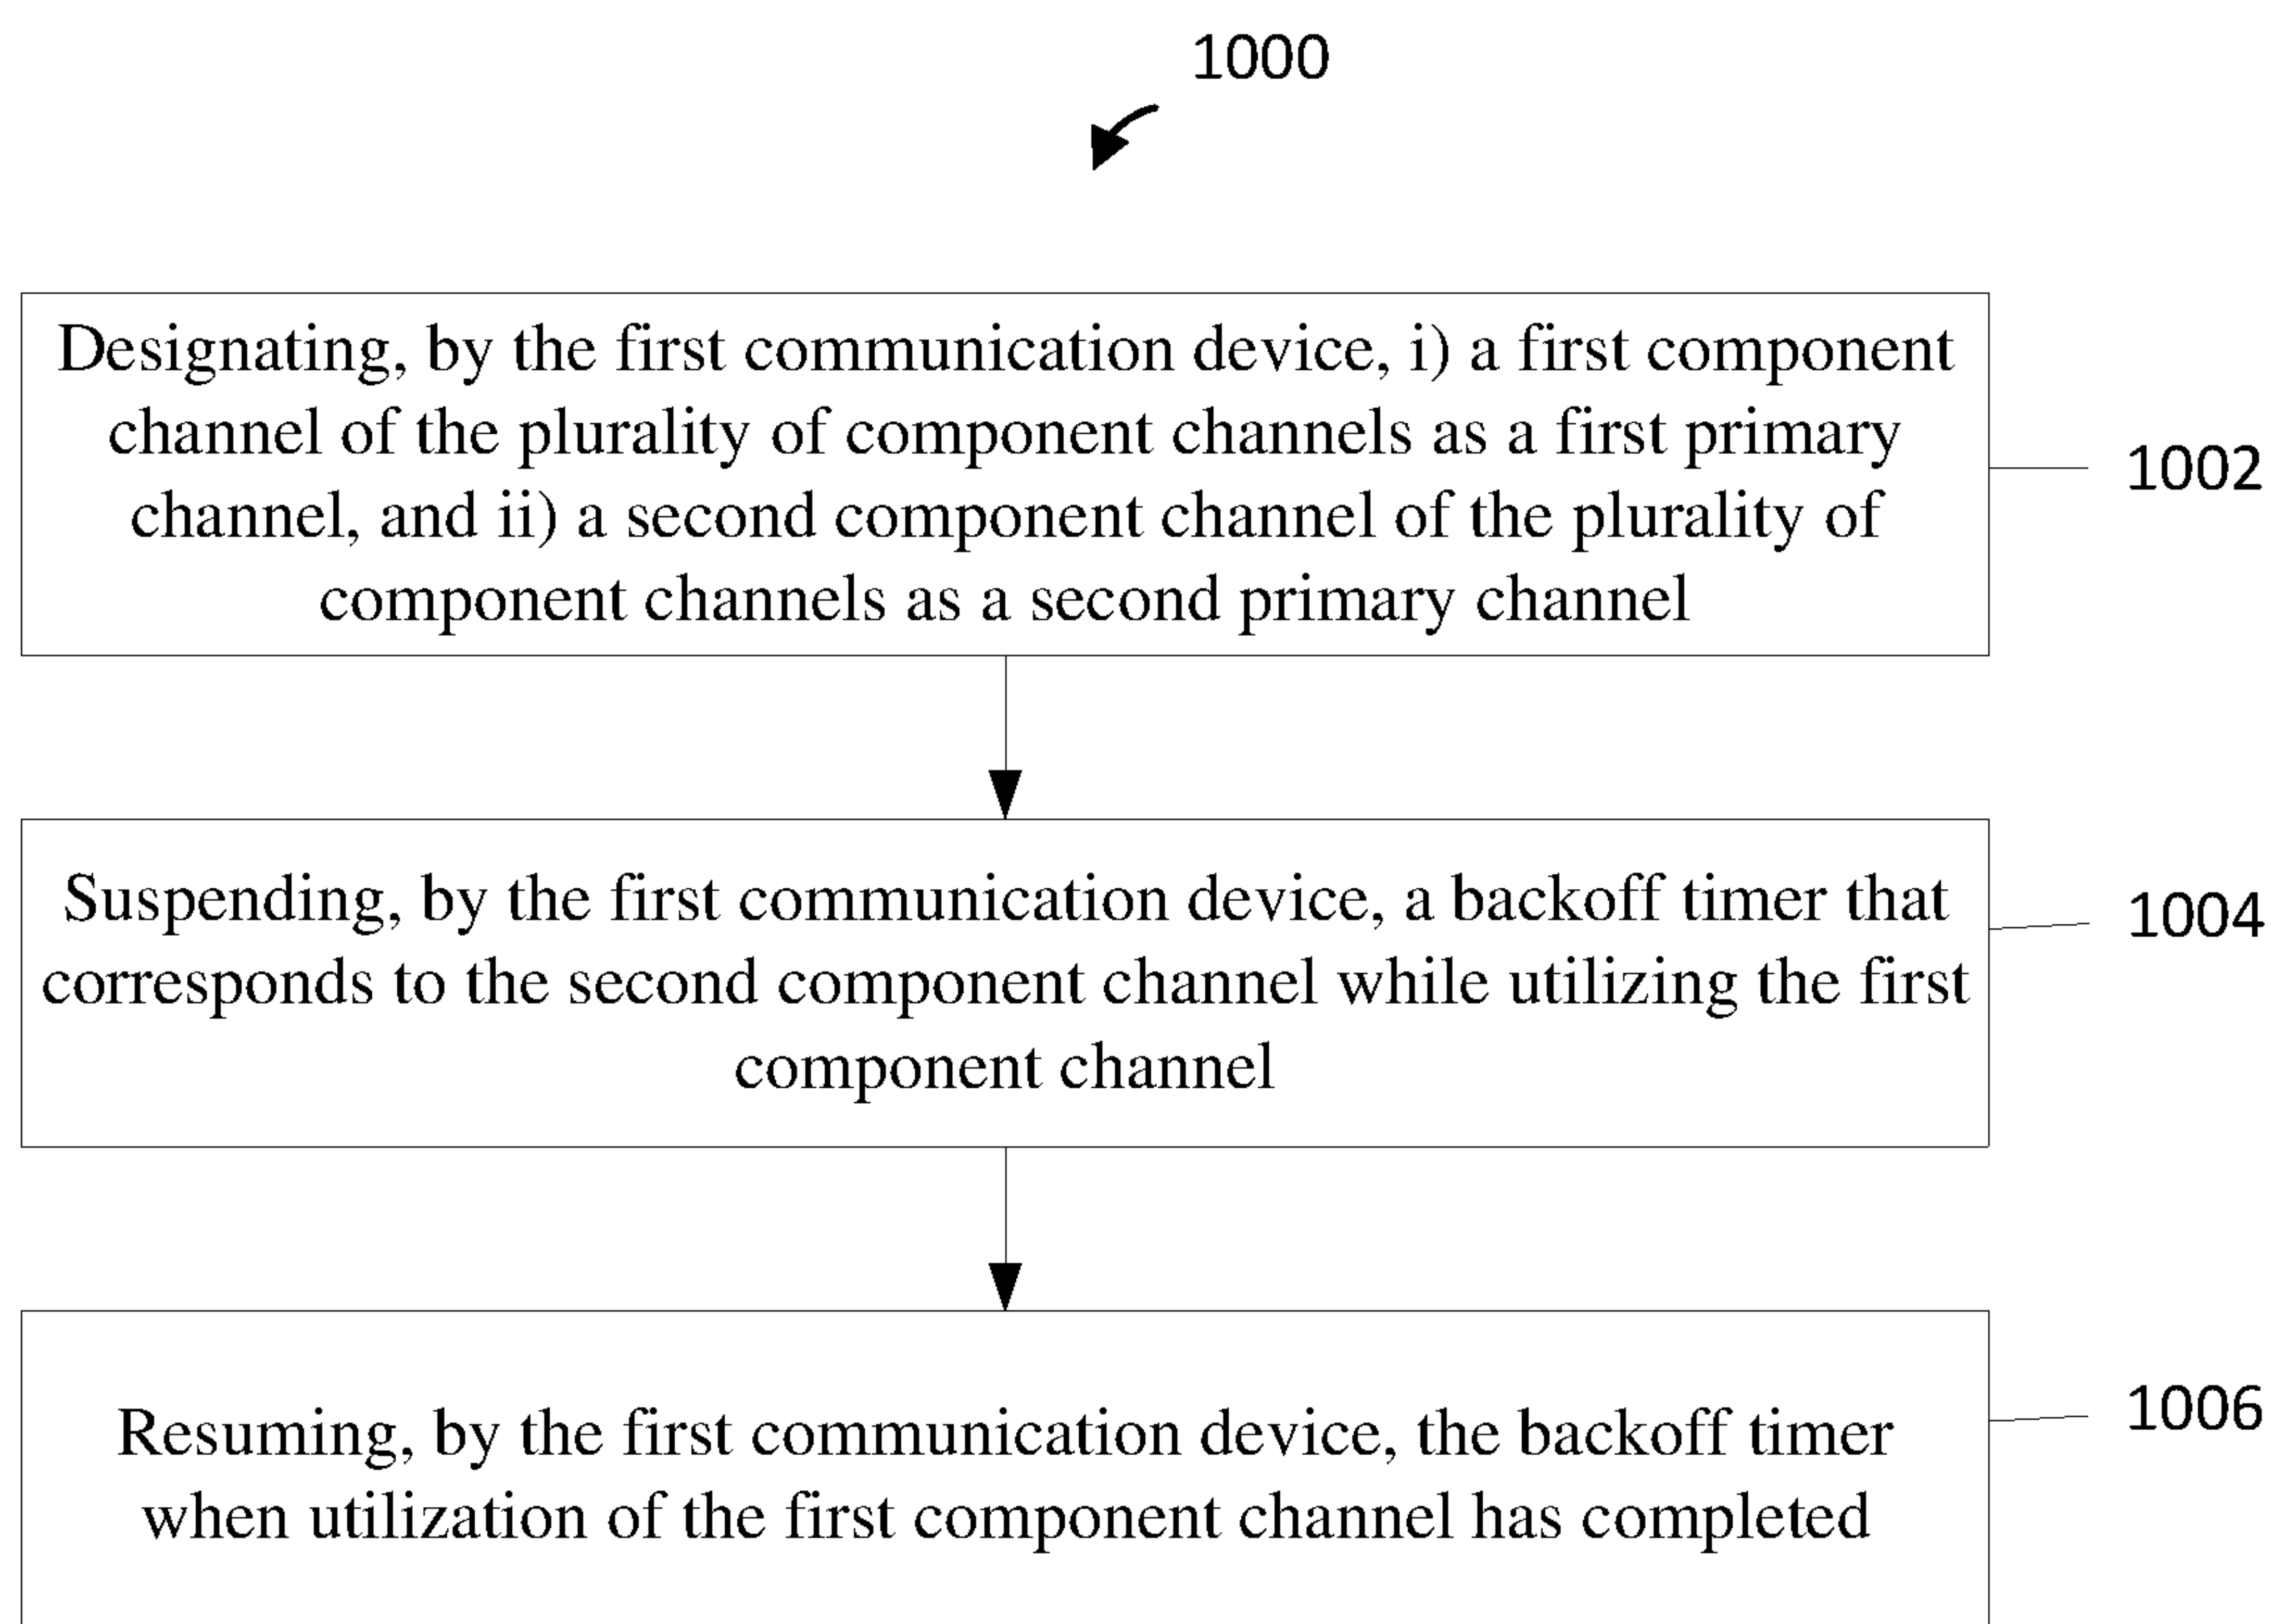 1000
Designating, by the first communication device, i) a first component
channel of the plurality of component channels as a first primary
channel, and ii) a second component channel of the plurality of
component channels as a second primary channel
1002
Suspending, by the first communication device, a backoff timer that
corresponds to the second component channel while utilizing the first
component channel
1004
Resuming, by the first communication device, the backoff timer
when utilization of the first component channel has completed
1006